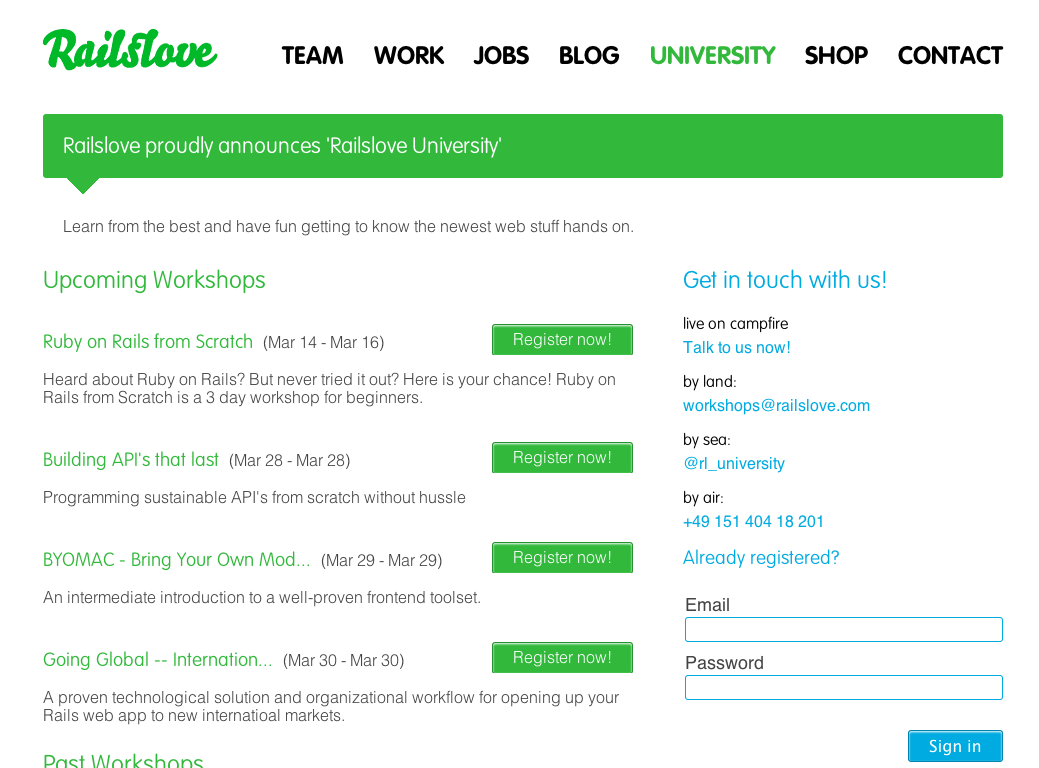 Railslove
TEAM WORK JOBS BLOG UNIVERSITY SHOP CONTACT
Railslove proudly announces 'Railslove University'
Learn from the best and have fun getting to know the newest web stuff hands on.
Upcoming Workshops
Ruby on Rails from Scratch (Mar 14 - Mar 16)
Register now!
Heard about Ruby on Rails? But never tried it out? Here is your chance! Ruby on
Rails from Scratch is a 3 day workshop for beginners.
Building API's that last (Mar 28 - Mar 28)
Register now!
Programming sustainable API's from scratch without hussle
BYOMAC - Bring Your Own Mod... (Mar 29 - Mar 29)
Register now!
An intermediate introduction to a well-proven frontend toolset.
Going Global -- Internation... (Mar 30 - Mar 30)
Register now!
A proven technological solution and organizational workflow for opening up your
Rails web app to new internatioal markets.
Past Workshops
Get in touch with us!
live on campfire
Talk to us now!
by land:
workshops@railslove.com
by sea:
@rl_university
by air:
+49 151 404 18 201
Already registered?
Email
Password
Sign in